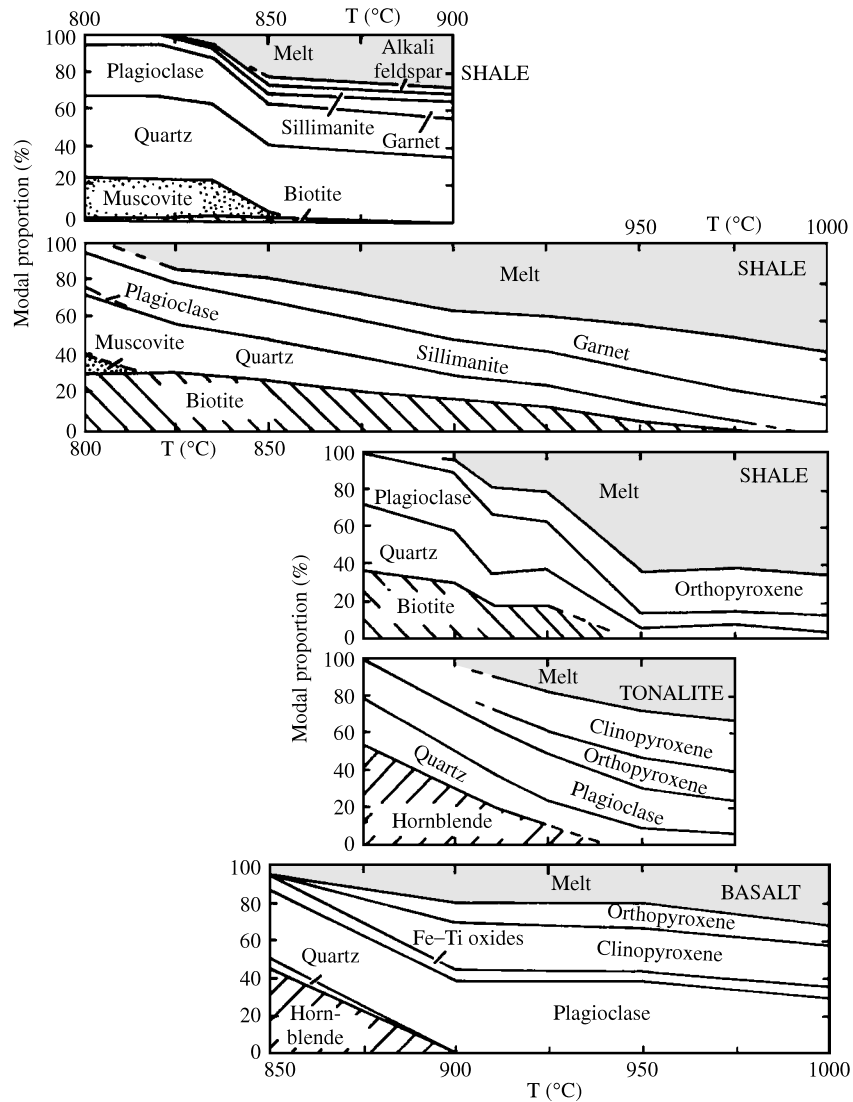 800 850 T (°C) 900
100
80
60
40
20
0
Melt
Alkali
feldspar
SHALE
Plagioclase
Sillimanite
Garnet
Quartz
Muscovite
Biotite
Modal proportion (%)
950 T (°C) 1000
100
80
60
40
20
0
Melt
SHALE
Plagioclase
Garnet
Muscovite
Quartz
Sillimanite
Biotite
800 T (°C) 850
100
80
60
40
20
0
Melt
SHALE
Plagioclase
Quartz
Orthopyroxene
Biotite
Modal proportion (%)
100
80
60
40
20
0
Melt
TONALITE
Clinopyroxene
Quartz
Orthopyroxene
Plagioclase
Hornblende
100
80
60
40
20
0
Melt
BASALT
Orthopyroxene
Fe–Ti oxides
Clinopyroxene
Quartz
Plagioclase
Horn-
blende
850 900 950 1000
T (°C)